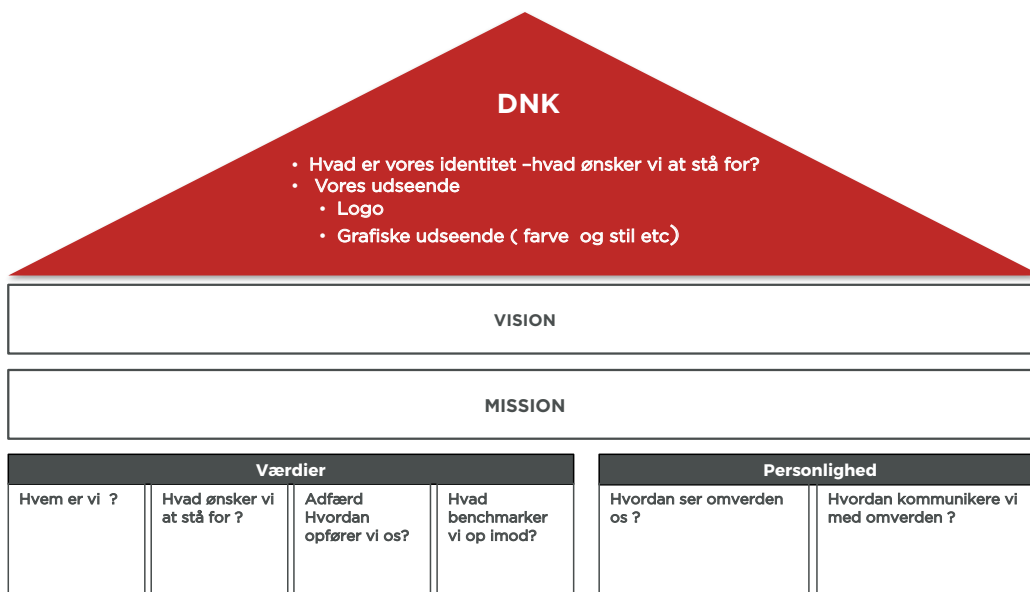 DNK
• Hvad er vores identitet –hvad ønsker vi at stå for?
• Vores udseende
• Logo
• Grafiske udseende ( farve og stil etc)
VISION
MISSION
Værdier
Hvem er vi ?
Hvad ønsker vi
at stå for ?
Adfærd
Hvordan
opfører vi os?
Hvad
benchmarker
vi op imod?
Personlighed
Hvordan ser omverden
os ?
Hvordan kommunikere vi
med omverden ?